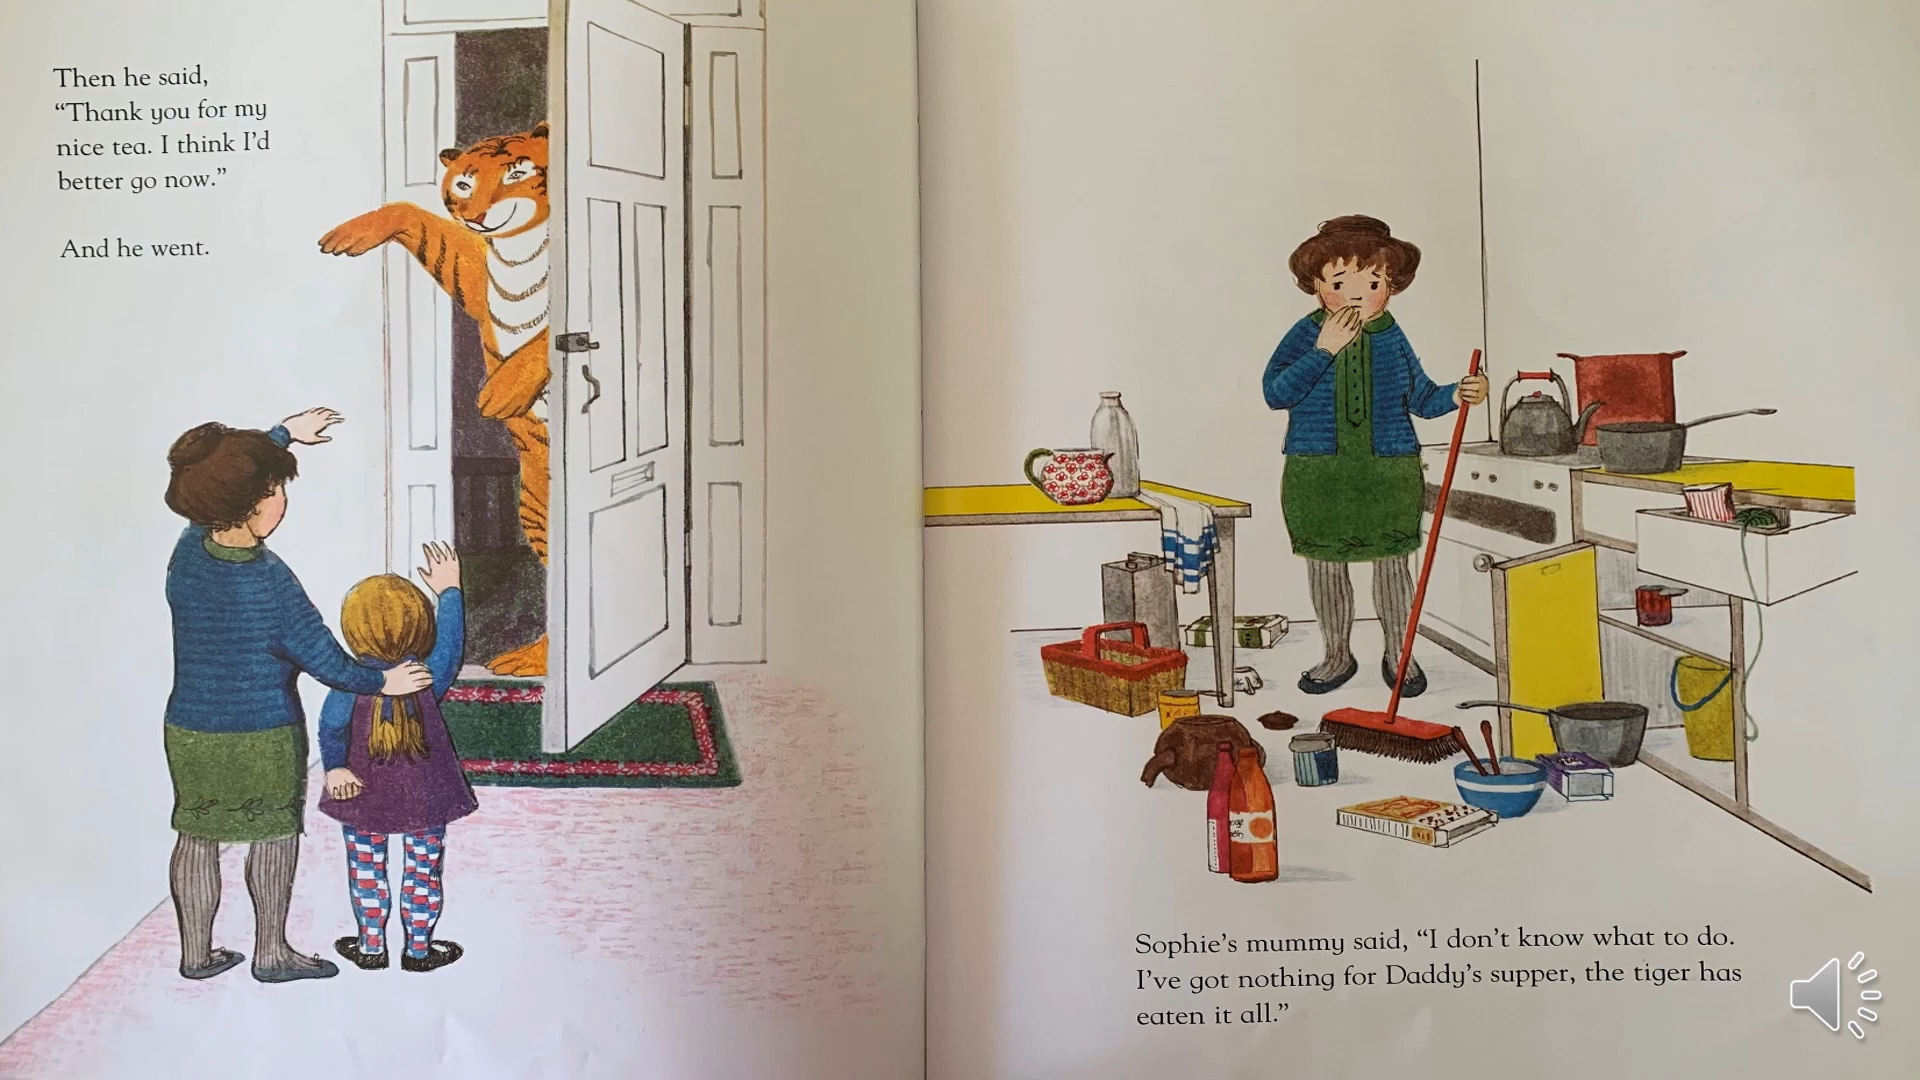 Then he said,
“Thank you for my
nice tea. I think I’d
better go now.”
And he went.
Sophie’s mummy said, “I don’t know what to do.
I’ve got nothing for Daddy’s supper, the tiger has
eaten it all.”